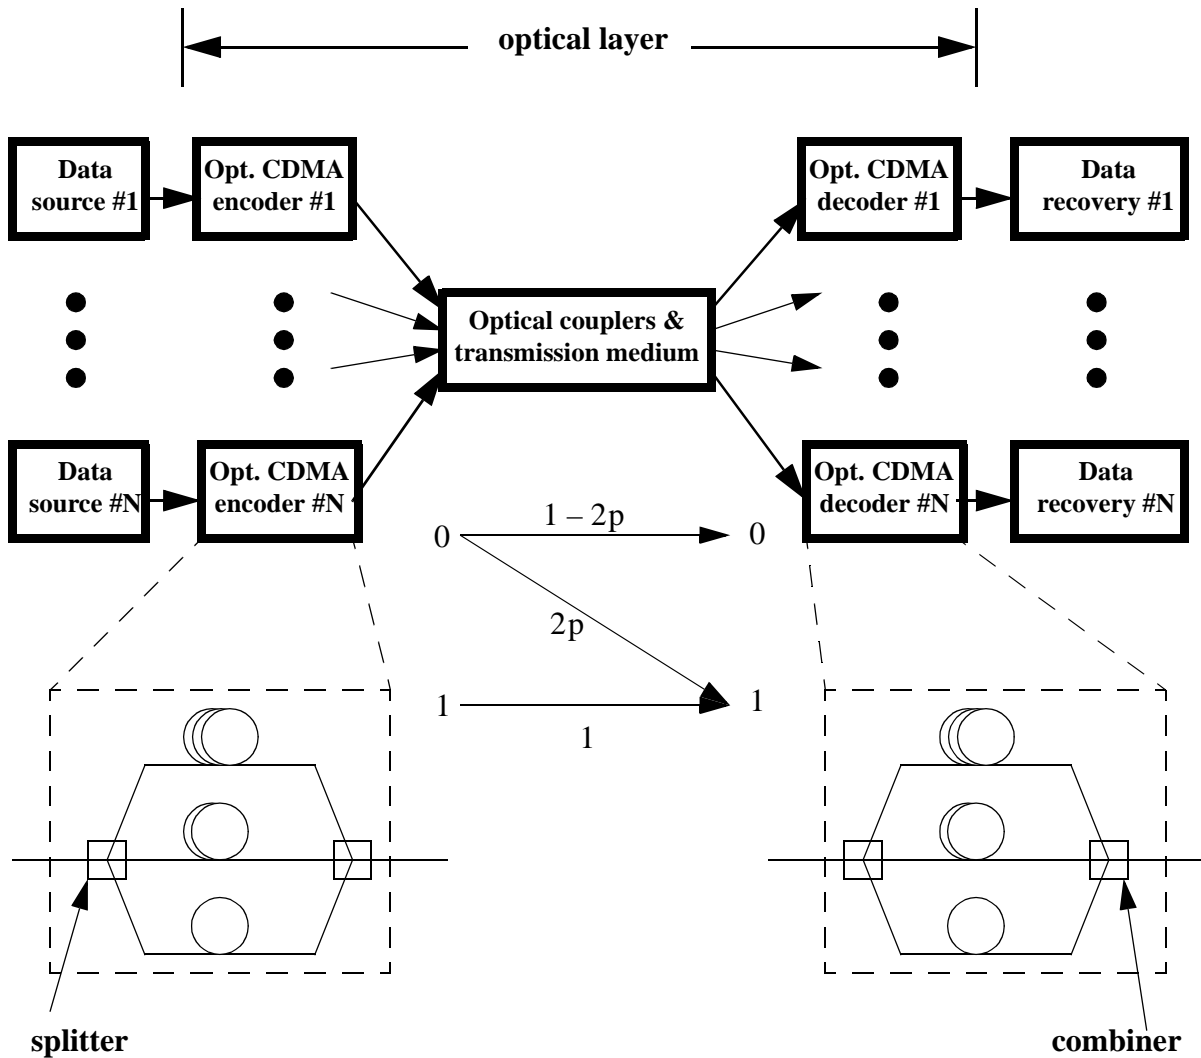 optical layer
Data
source #1
Opt. CDMA
encoder #1
Opt. CDMA
decoder #1
Data
recovery #1
Optical couplers &
transmission medium
Data
source #N
Opt. CDMA
encoder #N
Opt. CDMA
decoder #N
Data
recovery #N
0
1 – 2p
0
2p
1
1
1
splitter
combiner